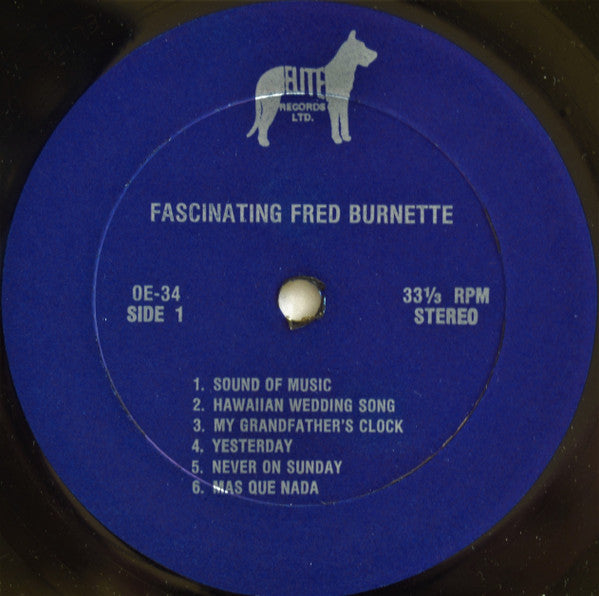 ELITE
RECORDS
LTD.
FASCINATING FRED BURNETTE
OE-34
SIDE 1
33⅓ RPM
STEREO
1. SOUND OF MUSIC
2. HAWAIIAN WEDDING SONG
3. MY GRANDFATHER'S CLOCK
4. YESTERDAY
5. NEVER ON SUNDAY
6. MAS QUE NADA